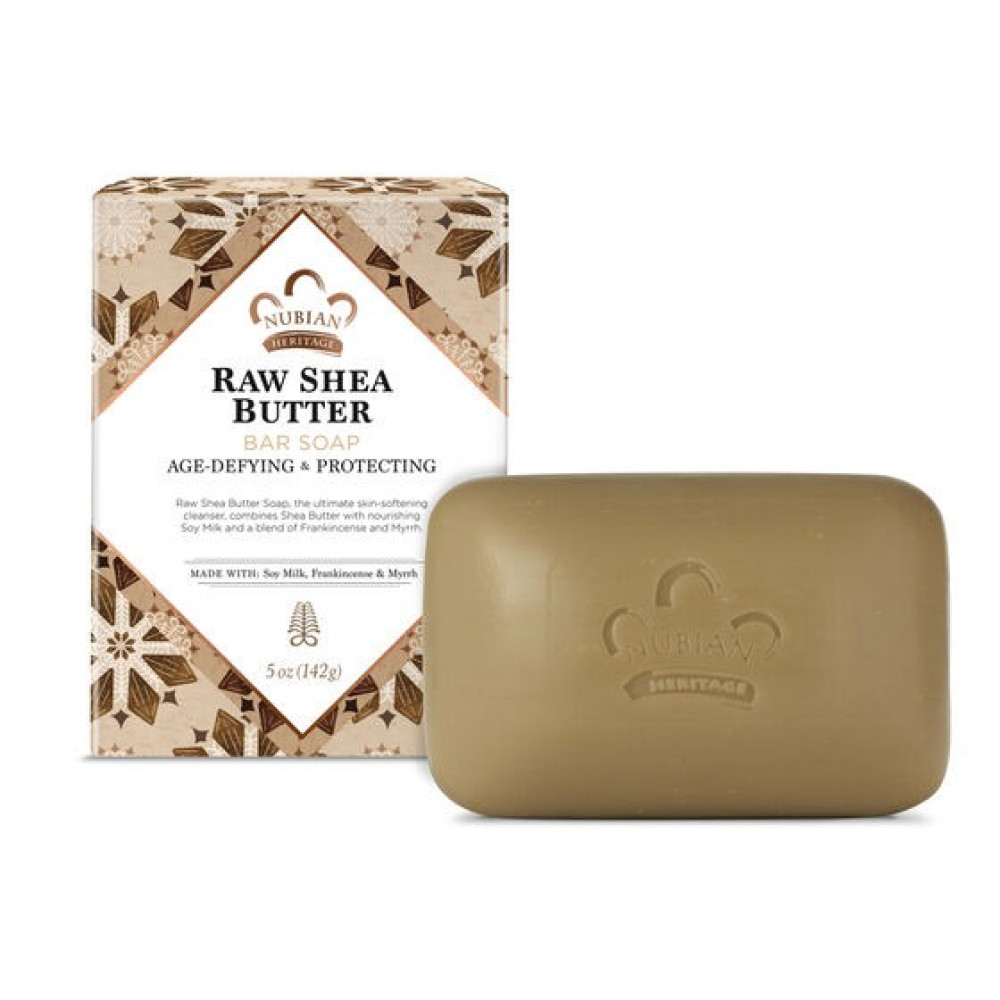 NUBIAN
HERITAGE
RAW SHEA
BUTTER
BAR SOAP
AGE-DEFYING & PROTECTING
Raw Shea Butter Soap, the ultimate skin-softening
cleanser, combines Shea Butter with nourishing
Soy Milk and a blend of Frankincense and Myrrh.
MADE WITH: Soy Milk, Frankincense & Myrrh
5 oz (142g)
NUBIAN
HERITAGE